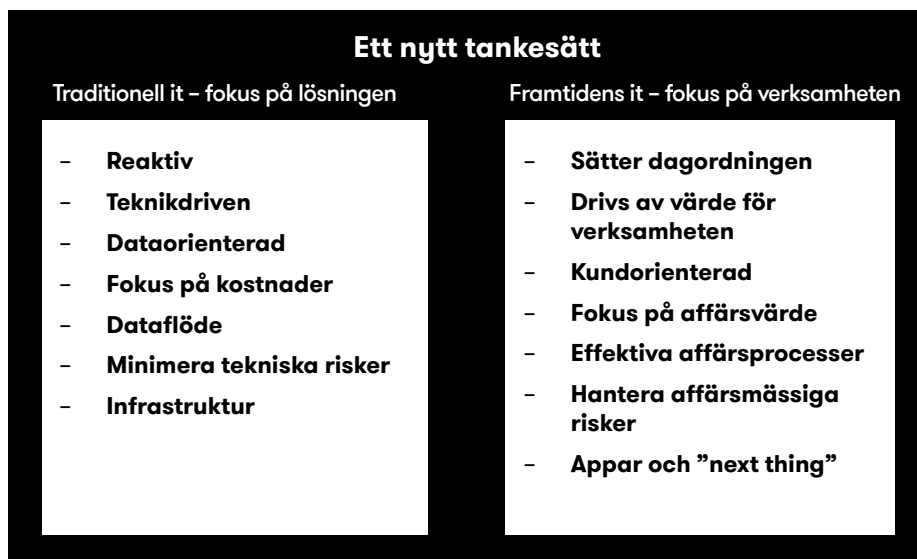 Ett nytt tankesätt
Traditionell it – fokus på lösningen
– Reaktiv
– Teknikdriven
– Dataorienterad
– Fokus på kostnader
– Dataflöde
– Minimera tekniska risker
– Infrastruktur
Framtidens it – fokus på verksamheten
– Sätter dagordningen
– Drivs av värde för
verksamheten
– Kundorienterad
– Fokus på affärsvärde
– Effektiva affärsprocesser
– Hantera affärsmässiga
risker
– Appar och ”next thing”